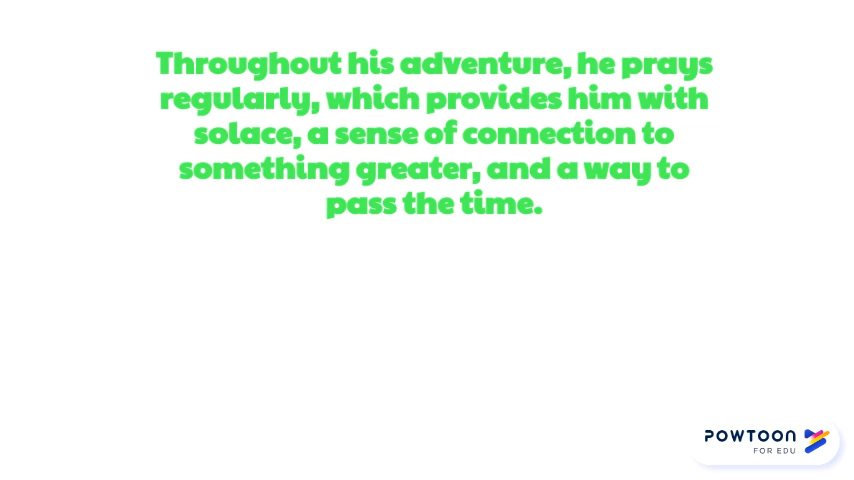 Throughout his adventure, he prays
regularly, which provides him with
solace, a sense of connection to
something greater, and a way to
pass the time.
POWTOON
FOR EDU